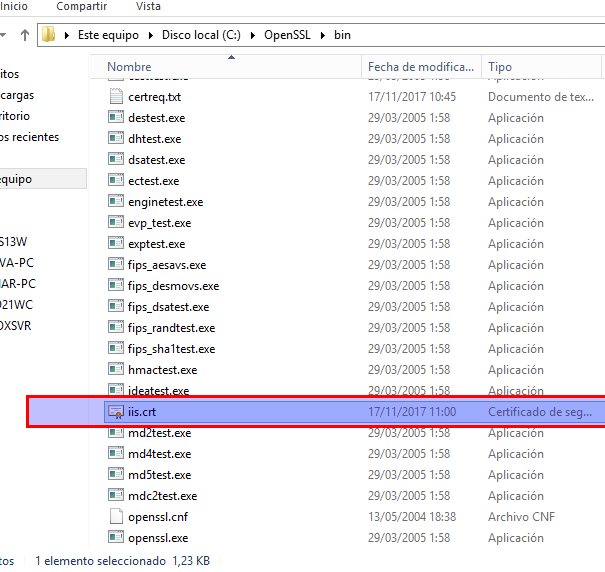 Inicio Compartir Vista
Este equipo Disco local (C:) OpenSSL bin
Nombre Fecha de modifica... Tipo
certreq.txt 17/11/2017 10:45 Documento de tex...
destest.exe 29/03/2005 1:58 Aplicación
dhtest.exe 29/03/2005 1:58 Aplicación
dsatest.exe 29/03/2005 1:58 Aplicación
ectest.exe 29/03/2005 1:58 Aplicación
enginetest.exe 29/03/2005 1:58 Aplicación
evp_test.exe 29/03/2005 1:58 Aplicación
exptest.exe 29/03/2005 1:58 Aplicación
fips_aesavs.exe 29/03/2005 1:58 Aplicación
fips_desmovs.exe 29/03/2005 1:58 Aplicación
fips_dsatest.exe 29/03/2005 1:58 Aplicación
fips_randtest.exe 29/03/2005 1:58 Aplicación
fips_sha1test.exe 29/03/2005 1:58 Aplicación
hmactest.exe 29/03/2005 1:58 Aplicación
ideatest.exe 29/03/2005 1:58 Aplicación
iis.crt 17/11/2017 11:00 Certificado de seg...
md2test.exe 29/03/2005 1:58 Aplicación
md4test.exe 29/03/2005 1:58 Aplicación
md5test.exe 29/03/2005 1:58 Aplicación
mdc2test.exe 29/03/2005 1:58 Aplicación
openssl.cnf 13/05/2004 18:38 Archivo CNF
openssl.exe 29/03/2005 1:58 Aplicación
itos
cargas
ritorio
os recientes
equipo
S13W
VA-PC
AR-PC
021WC
OXSVR
tos 1 elemento seleccionado 1,23 KB